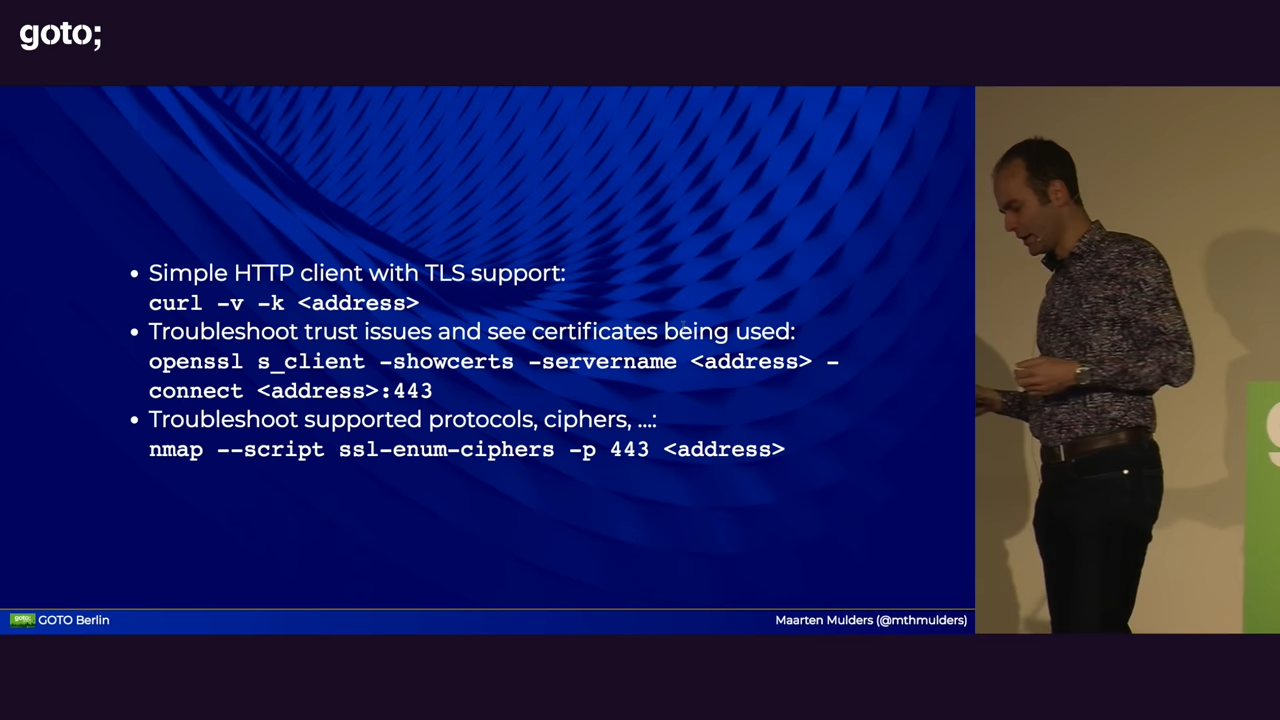 goto;
• Simple HTTP client with TLS support:
curl -v -k <address>
• Troubleshoot trust issues and see certificates being used:
openssl s_client -showcerts -servername <address> -
connect <address>:443
• Troubleshoot supported protocols, ciphers, ...:
nmap --script ssl-enum-ciphers -p 443 <address>
goto; GOTO Berlin
Maarten Mulders (@mthmulders)